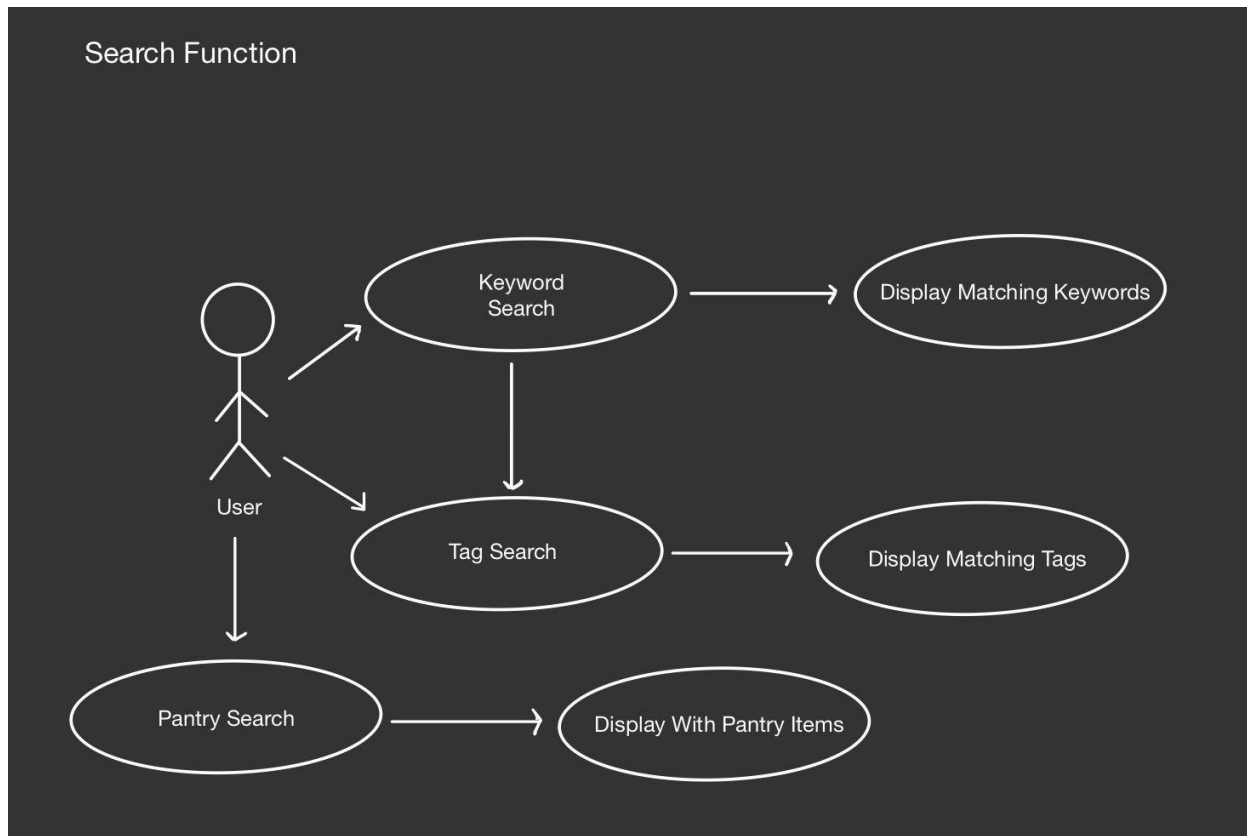 Search Function
Keyword
Search
Display Matching Keywords
User
Tag Search
Display Matching Tags
Pantry Search
Display With Pantry Items